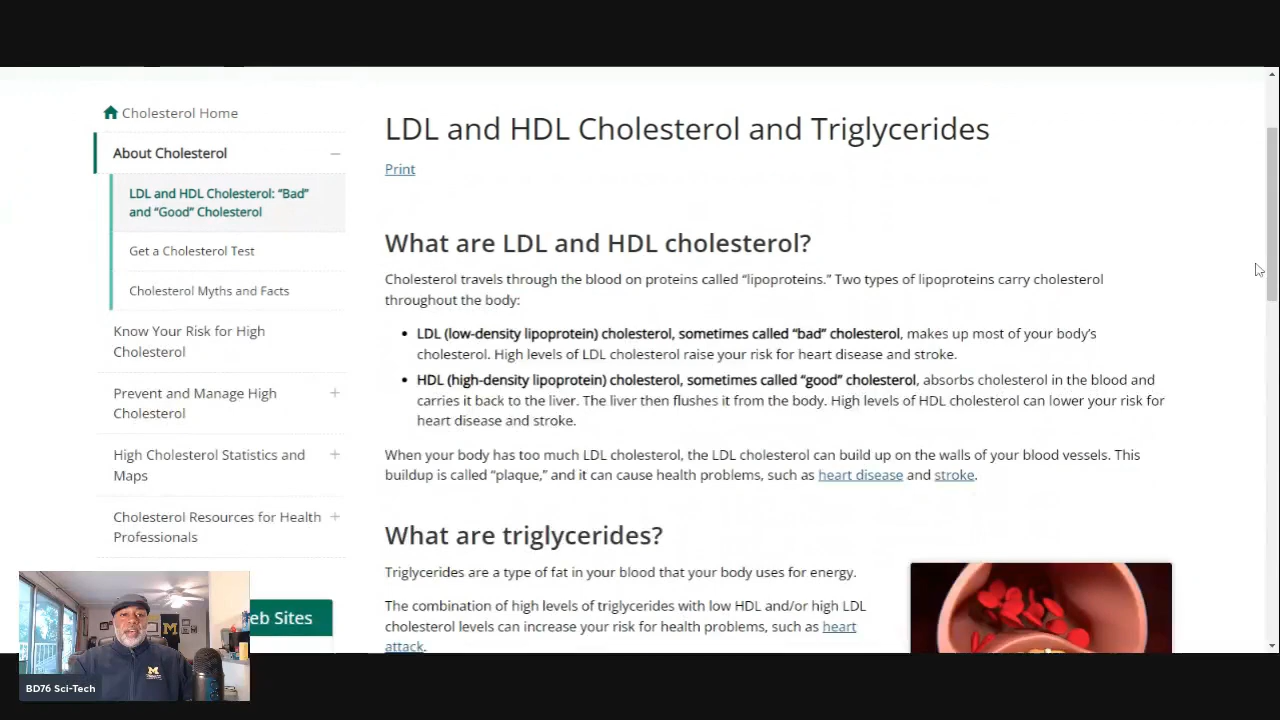 Cholesterol Home
About Cholesterol
LDL and HDL Cholesterol: “Bad”
and “Good” Cholesterol
Get a Cholesterol Test
Cholesterol Myths and Facts
Know Your Risk for High
Cholesterol
Prevent and Manage High
Cholesterol
High Cholesterol Statistics and
Maps
Cholesterol Resources for Health
Professionals
eb Sites
M
M
BD76 Sci-Tech
LDL and HDL Cholesterol and Triglycerides
Print
What are LDL and HDL cholesterol?
Cholesterol travels through the blood on proteins called “lipoproteins.” Two types of lipoproteins carry cholesterol
throughout the body:
• LDL (low-density lipoprotein) cholesterol, sometimes called “bad” cholesterol, makes up most of your body’s
cholesterol. High levels of LDL cholesterol raise your risk for heart disease and stroke.
• HDL (high-density lipoprotein) cholesterol, sometimes called “good” cholesterol, absorbs cholesterol in the blood and
carries it back to the liver. The liver then flushes it from the body. High levels of HDL cholesterol can lower your risk for
heart disease and stroke.
When your body has too much LDL cholesterol, the LDL cholesterol can build up on the walls of your blood vessels. This
buildup is called “plaque,” and it can cause health problems, such as heart disease and stroke.
What are triglycerides?
Triglycerides are a type of fat in your blood that your body uses for energy.
The combination of high levels of triglycerides with low HDL and/or high LDL
cholesterol levels can increase your risk for health problems, such as heart
attack.